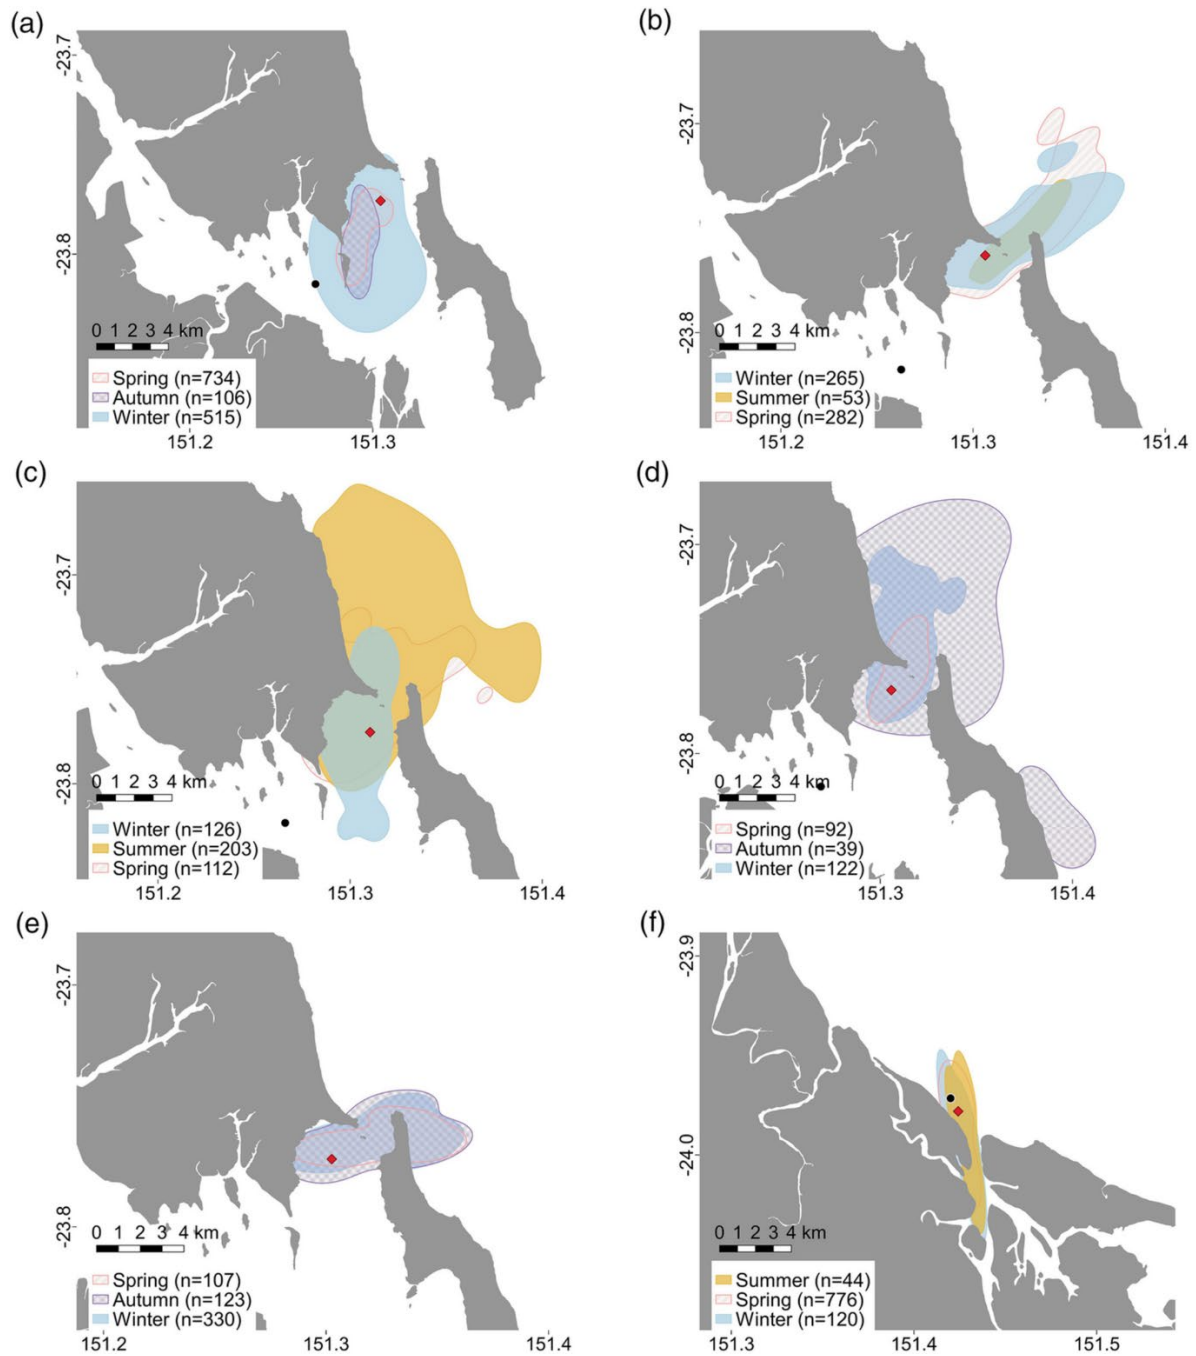 (a)
-23.7
-23.8
0 1 2 3 4 km
Spring (n=734)
Autumn (n=106)
Winter (n=515)
151.2 151.3
(b)
-23.7
-23.8
0 1 2 3 4 km
Winter (n=265)
Summer (n=53)
Spring (n=282)
151.2 151.3 151.4
(c)
-23.7
-23.8
0 1 2 3 4 km
Winter (n=126)
Summer (n=203)
Spring (n=112)
151.2 151.3 151.4
(d)
-23.7
-23.8
0 1 2 3 4 km
Spring (n=92)
Autumn (n=39)
Winter (n=122)
151.3 151.4
(e)
-23.7
-23.8
0 1 2 3 4 km
Spring (n=107)
Autumn (n=123)
Winter (n=330)
151.2 151.3 151.4
(f)
-23.9
-24.0
0 1 2 3 4 km
Summer (n=44)
Spring (n=776)
Winter (n=120)
151.3 151.4 151.5